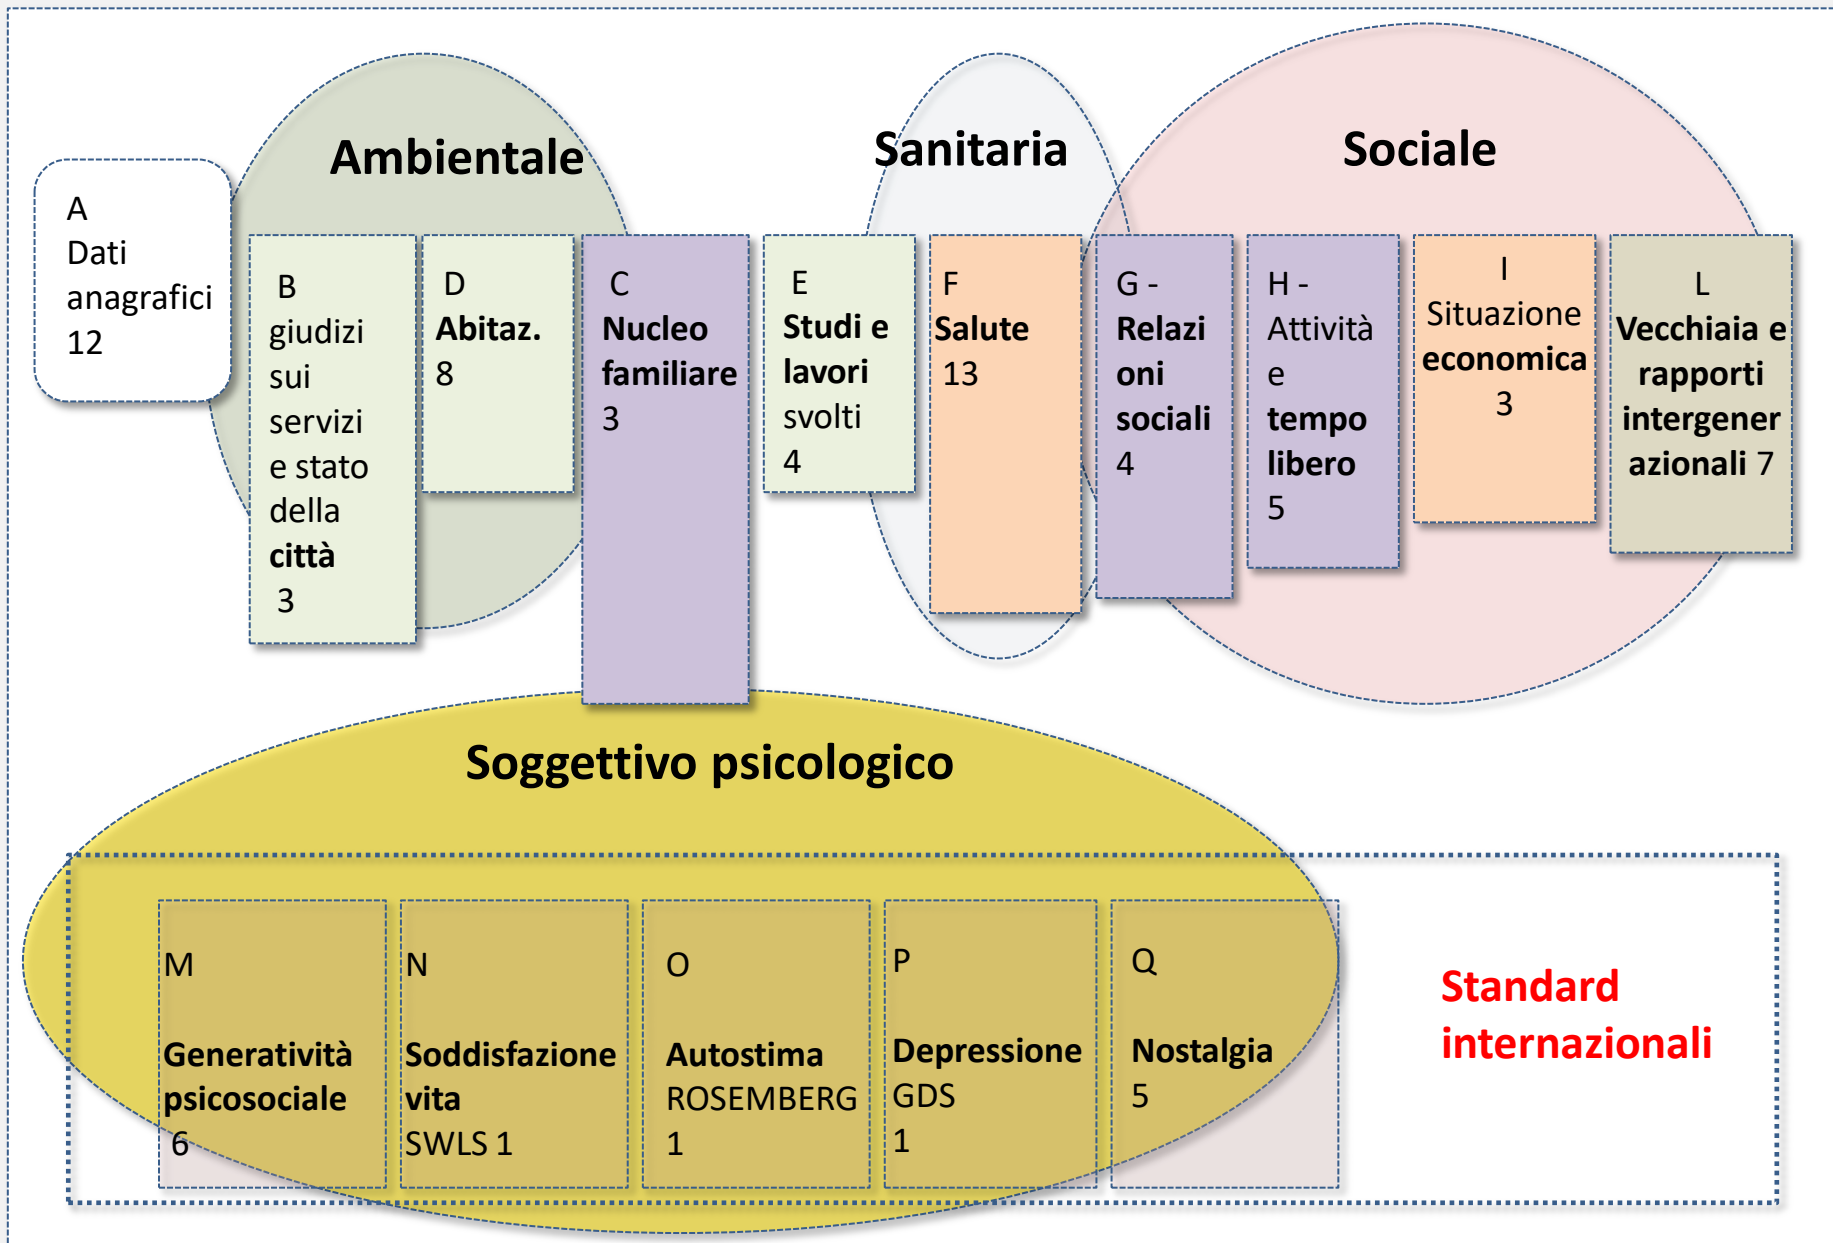 Ambientale
Sanitaria
Sociale
A
Dati
anagrafici
12
B
giudizi
sui
servizi
e stato
della
città
3
D
Abitaz.
8
C
Nucleo
familiare
3
E
Studi e
lavori
svolti
4
F
Salute
13
G -
Relazi
oni
sociali
4
H -
Attività
e
tempo
libero
5
I
Situazione
economica
3
L
Vecchiaia e
rapporti
intergener
azionali 7
Soggettivo psicologico
M
Generatività
psicosociale
6
N
Soddisfazione
vita
SWLS 1
O
Autostima
ROSEMBERG
1
P
Depressione
GDS
1
Q
Nostalgia
5
Standard
internazionali